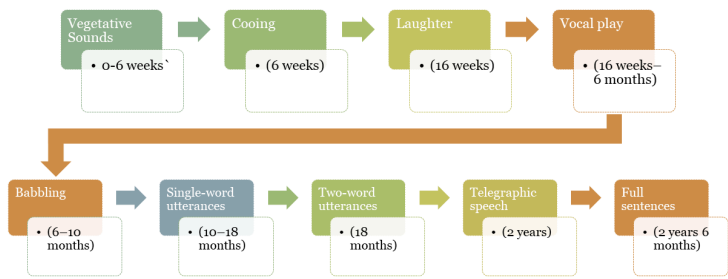 Vegetative
Sounds
• 0-6 weeks`
Cooing
• (6 weeks)
Laughter
• (16 weeks)
Vocal play
• (16 weeks–
6 months)
Babbling
• (6–10
months)
Single-word
utterances
• (10–18
months)
Two-word
utterances
• (18
months)
Telegraphic
speech
• (2 years)
Full
sentences
• (2 years 6
months)